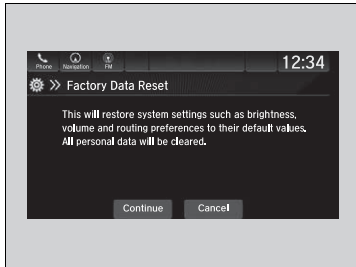 12:34
Phone Navigation FM
Factory Data Reset
This will restore system settings such as brightness,
volume and routing preferences to their default values.
All personal data will be cleared.
Continue Cancel